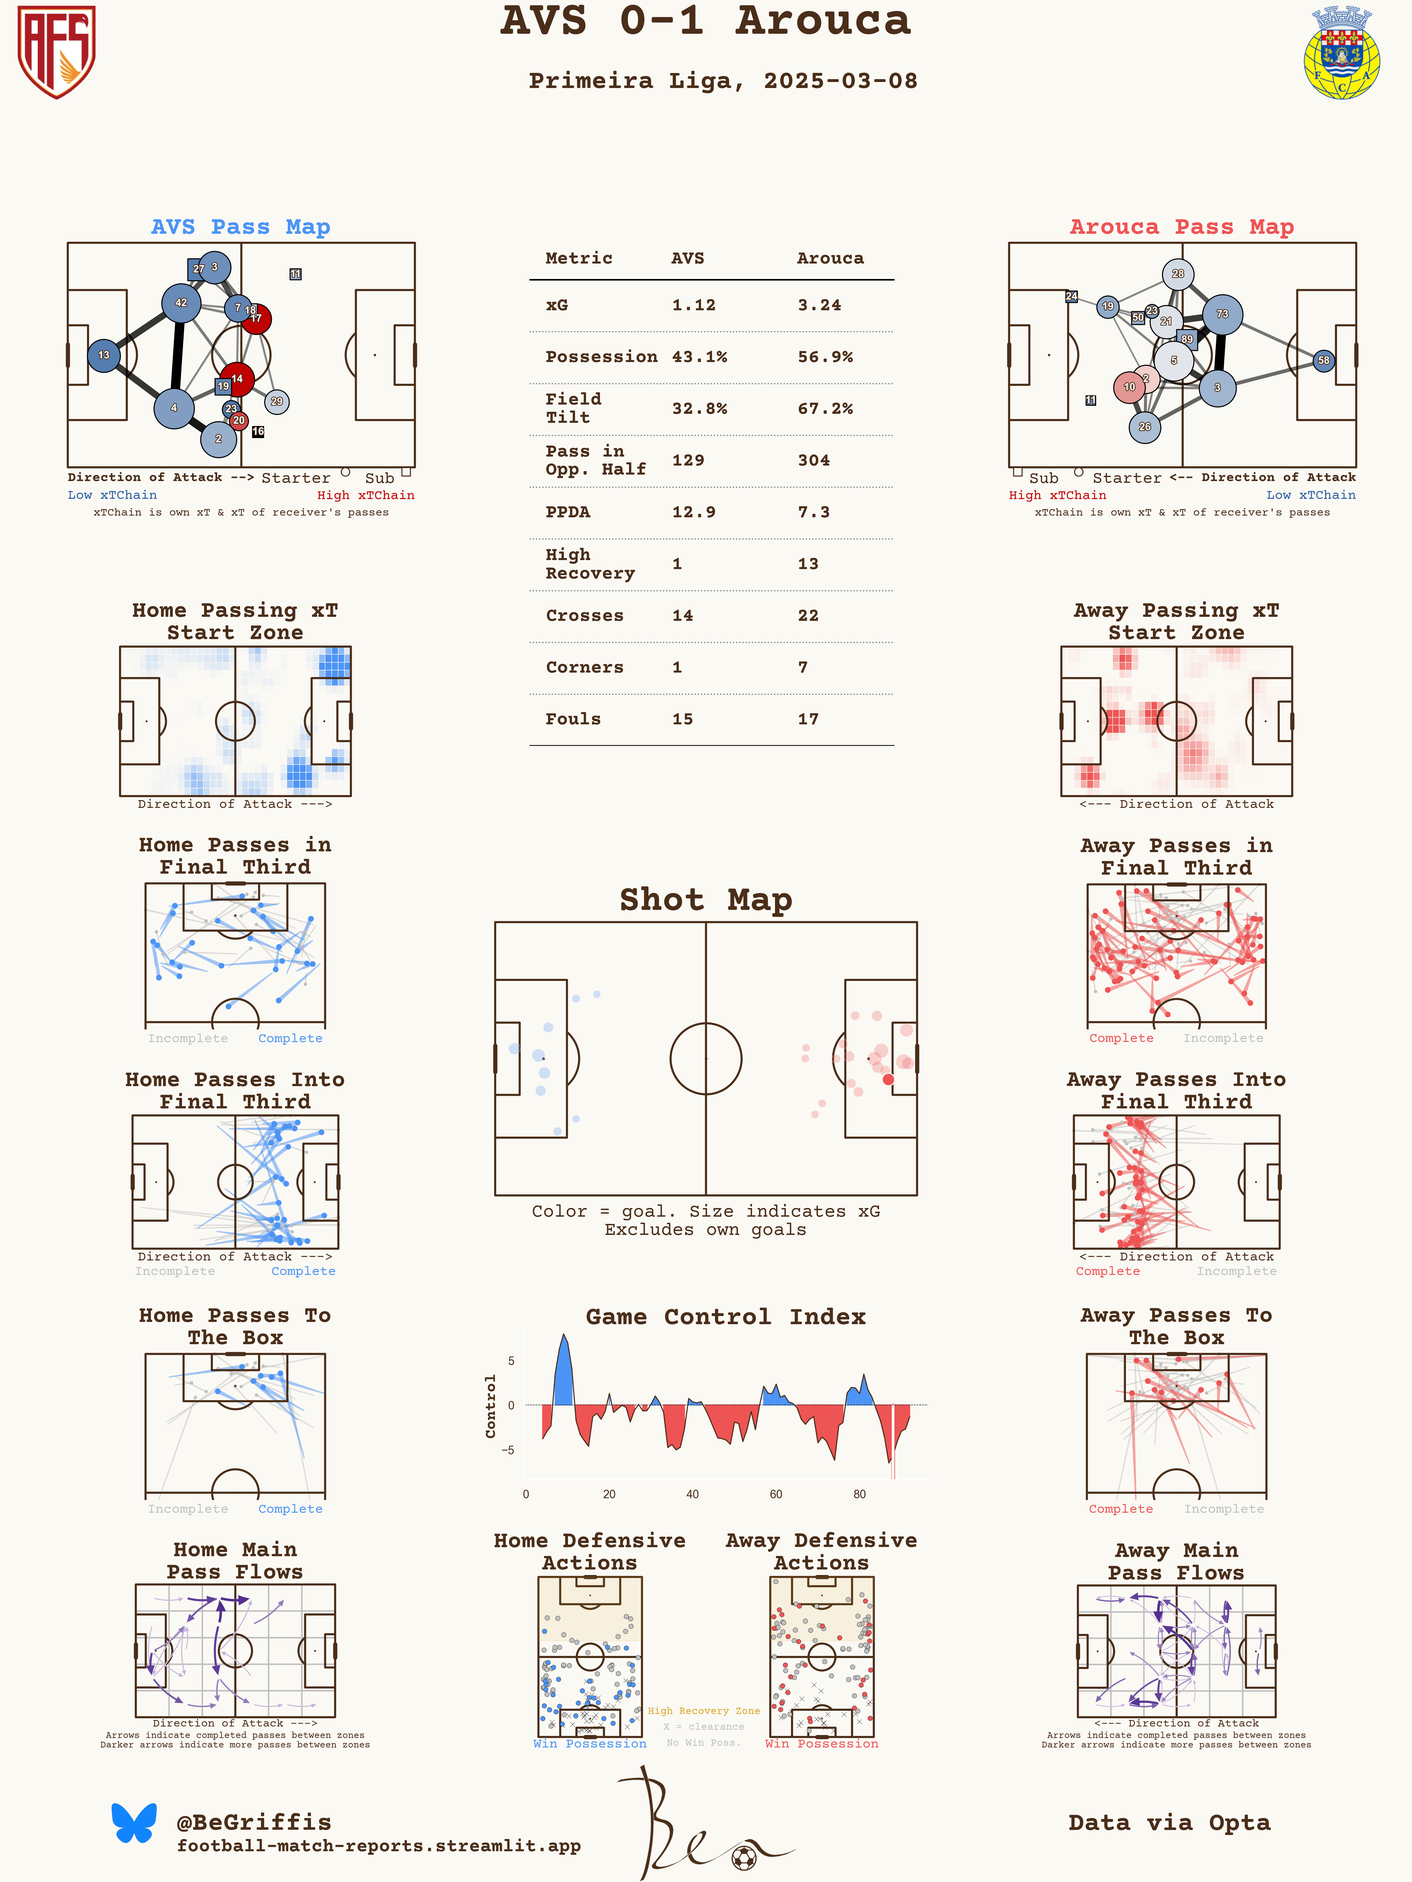 AVS 0-1 Arouca
Primeira Liga, 2025-03-08
AFS
F A
C
AVS Pass Map
27 3 11
42 7 18 17
13 14 19
4 23 29
20 16
2
Direction of Attack --> Starter Sub
Low xTChain High xTChain
xTChain is own xT & xT of receiver's passes
Metric AVS Arouca
xG 1.12 3.24
Possession 43.1% 56.9%
Field
Tilt 32.8% 67.2%
Pass in
Opp. Half 129 304
PPDA 12.9 7.3
High
Recovery 1 13
Crosses 14 22
Corners 1 7
Fouls 15 17
Arouca Pass Map
28
24 19 50 23 21 73
89
5 58
2 10 3
11
26
Sub Starter <-- Direction of Attack
High xTChain Low xTChain
xTChain is own xT & xT of receiver's passes
Home Passing xT
Start Zone
Direction of Attack --->
Away Passing xT
Start Zone
<--- Direction of Attack
Home Passes in
Final Third
Incomplete Complete
Away Passes in
Final Third
Complete Incomplete
Shot Map
Color = goal. Size indicates xG
Excludes own goals
Home Passes Into
Final Third
Direction of Attack --->
Incomplete Complete
Away Passes Into
Final Third
<--- Direction of Attack
Complete Incomplete
Home Passes To
The Box
Incomplete Complete
Game Control Index
Control
5
0
−5
0 20 40 60 80
Away Passes To
The Box
Complete Incomplete
Home Main
Pass Flows
Direction of Attack --->
Arrows indicate completed passes between zones
Darker arrows indicate more passes between zones
Home Defensive
Actions
Win Possession
Away Defensive
Actions
Win Possession
High Recovery Zone
X = clearance
No Win Poss.
Away Main
Pass Flows
<--- Direction of Attack
Arrows indicate completed passes between zones
Darker arrows indicate more passes between zones
@BeGriffis
football-match-reports.streamlit.app
Ben
Data via Opta